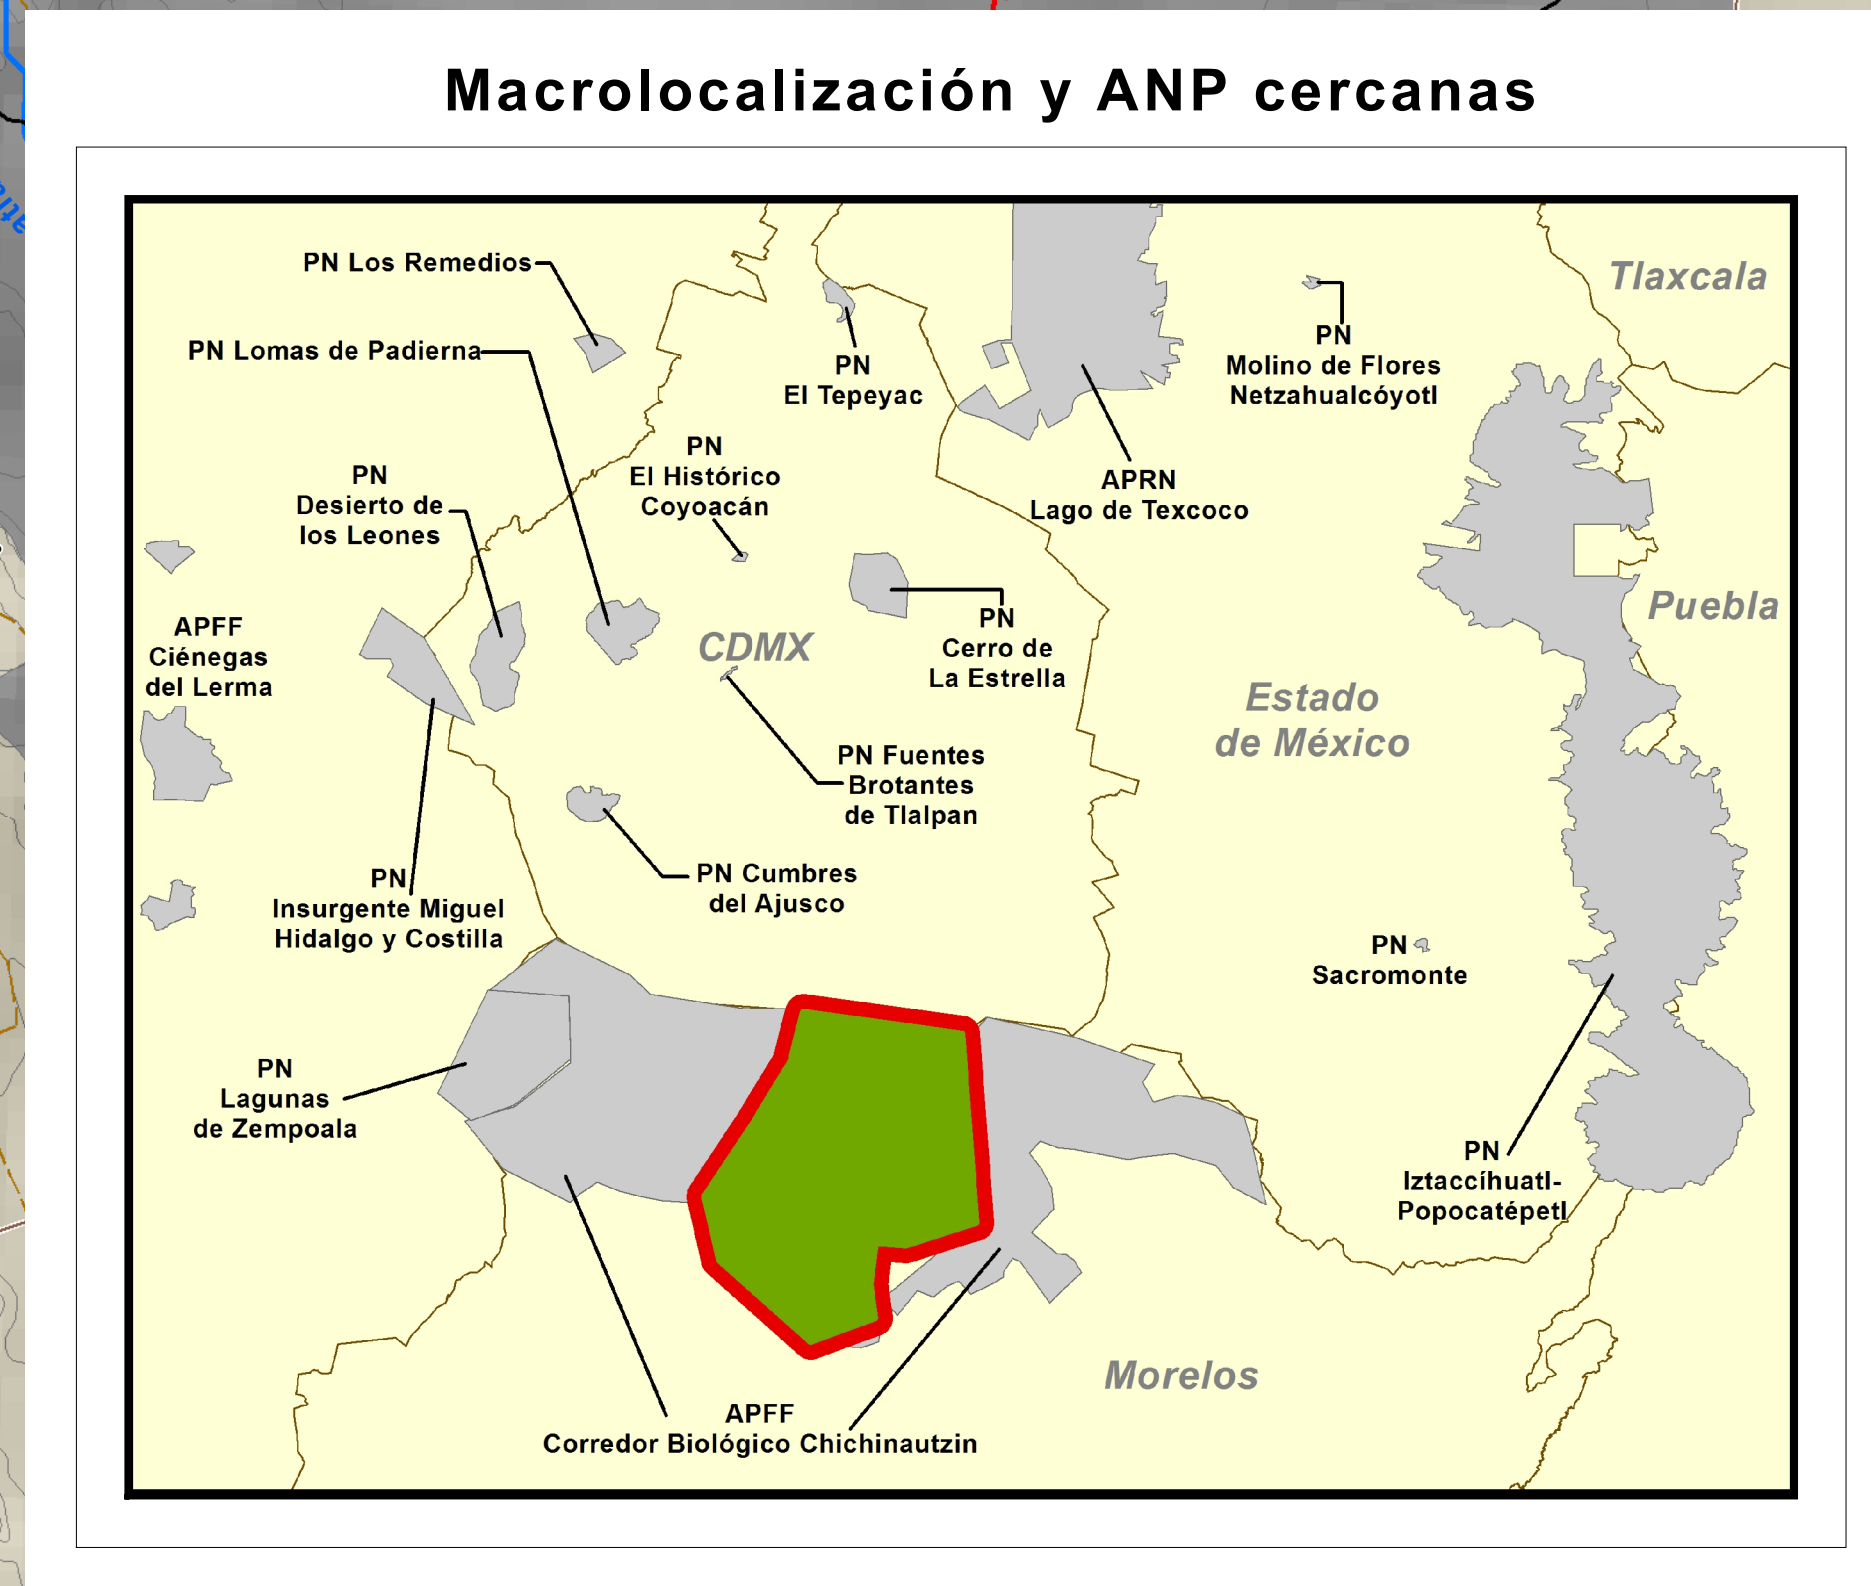 Macrolocalización y ANP cercanas
PN Los Remedios
Tlaxcala
PN Lomas de Padierna
PN
El Tepeyac
PN
Molino de Flores
Netzahualcóyotl
PN
El Histórico
Coyoacán
PN
Desierto de
los Leones
APRN
Lago de Texcoco
APFF
Ciénegas
del Lerma
CDMX
PN
Cerro de
La Estrella
Puebla
Estado
de México
PN Fuentes
Brotantes
de Tlalpan
PN Cumbres
del Ajusco
PN
Insurgente Miguel
Hidalgo y Costilla
PN
Sacromonte
PN
Lagunas
de Zempoala
PN
Iztaccíhuatl-
Popocatépetl
Morelos
APFF
Corredor Biológico Chichinautzin